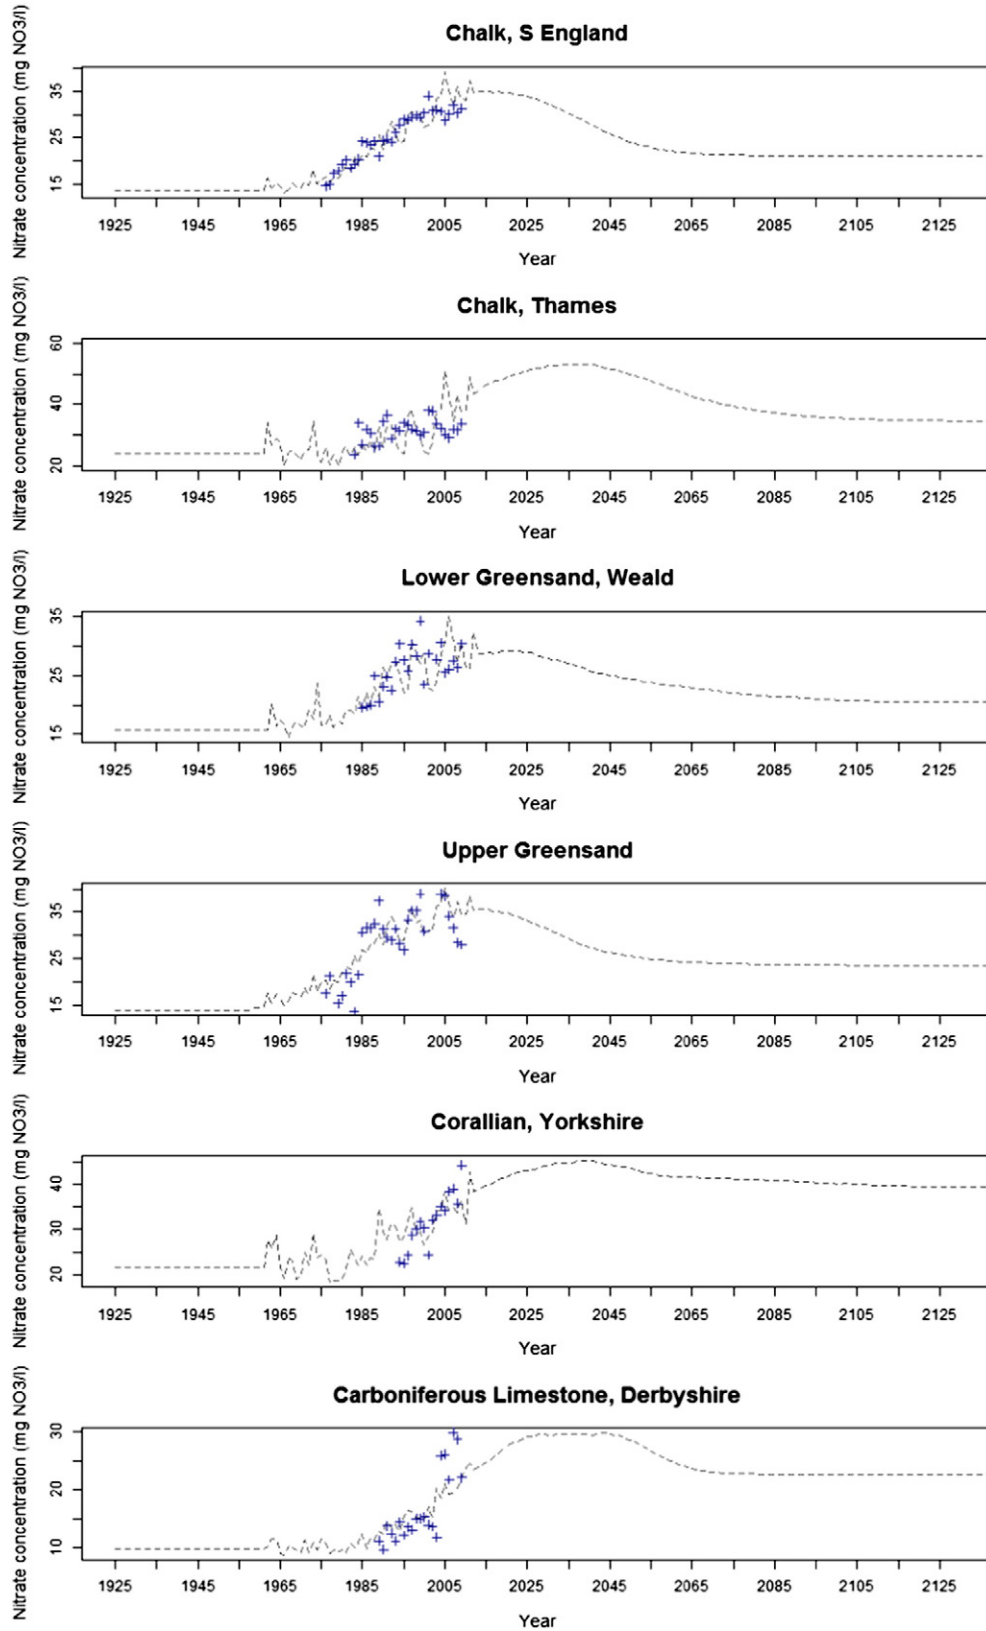 Chalk, S England
Nitrate concentration (mg NO3/l)
35
25
15
1925 1945 1965 1985 2005 2025 2045 2065 2085 2105 2125
Year
Chalk, Thames
Nitrate concentration (mg NO3/l)
60
40
20
1925 1945 1965 1985 2005 2025 2045 2065 2085 2105 2125
Year
Lower Greensand, Weald
Nitrate concentration (mg NO3/l)
35
25
15
1925 1945 1965 1985 2005 2025 2045 2065 2085 2105 2125
Year
Upper Greensand
Nitrate concentration (mg NO3/l)
35
25
15
1925 1945 1965 1985 2005 2025 2045 2065 2085 2105 2125
Year
Corallian, Yorkshire
Nitrate concentration (mg NO3/l)
40
30
20
1925 1945 1965 1985 2005 2025 2045 2065 2085 2105 2125
Year
Carboniferous Limestone, Derbyshire
Nitrate concentration (mg NO3/l)
30
20
10
1925 1945 1965 1985 2005 2025 2045 2065 2085 2105 2125
Year